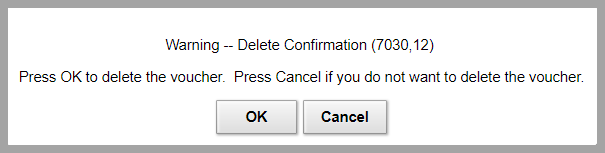 Warning -- Delete Confirmation (7030,12)
Press OK to delete the voucher.  Press Cancel if you do not want to delete the voucher.
OK
Cancel